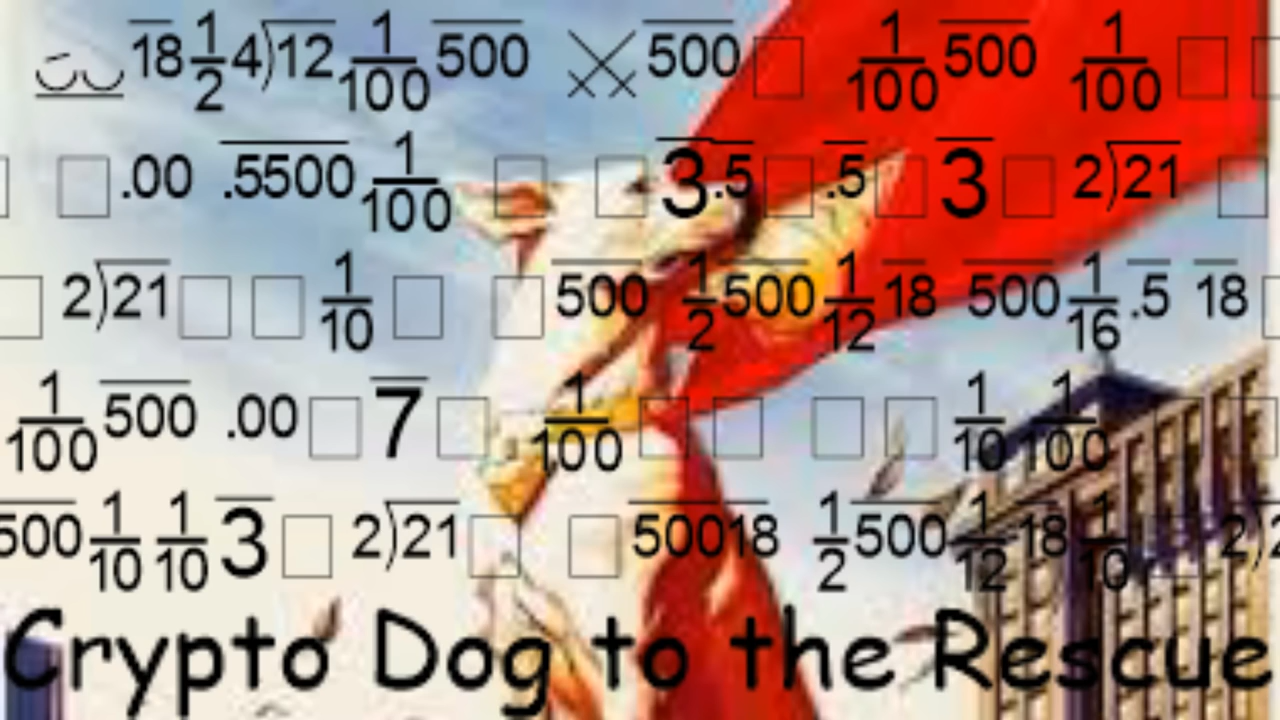 18 1/2 4)12 1/100 500 500 □ 1/100 500 1/100 □ □
□ □ .00 .5500 1/100 □ □ 3 .5 □ .5 □ 3 □ 2)21 □
□ 2)21 □ □ 1/10 □ □ 500 1/2 500 1/12 18 500 1/16 .5 18 □
1/100 500 .00 □ 7 □ 1/100 □ □ □ □ 1/10 1/100 □ □
500 1/10 1/10 3 □ 2)21 □ □ 50018 1/2 500 1/12 18 1/10 □ 2)2
Crypto Dog to the Rescue